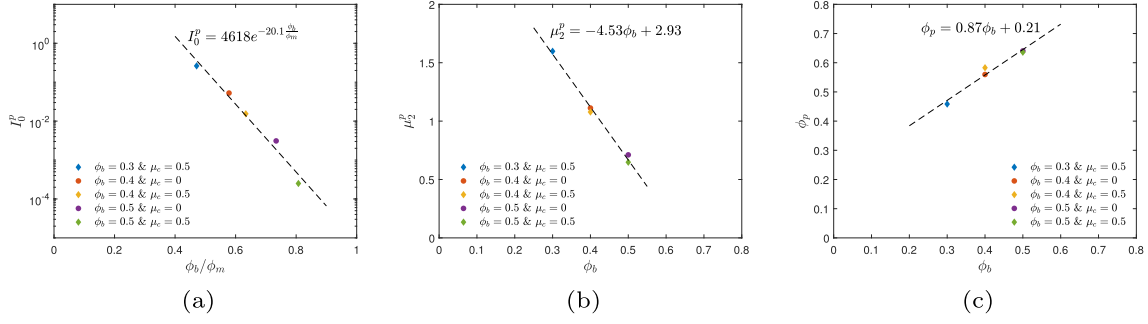 I_0^p = 4618e^{-20.1 ϕ_b/ϕ_m}
10^0
10^-2
10^-4
I_0^p
ϕ_b = 0.3 & μ_c = 0.5
ϕ_b = 0.4 & μ_c = 0
ϕ_b = 0.4 & μ_c = 0.5
ϕ_b = 0.5 & μ_c = 0
ϕ_b = 0.5 & μ_c = 0.5
0 0.2 0.4 0.6 0.8 1
ϕ_b/ϕ_m
(a)
μ_2^p = −4.53ϕ_b + 2.93
2
1.5
1
0.5
0
μ_2^p
ϕ_b = 0.3 & μ_c = 0.5
ϕ_b = 0.4 & μ_c = 0
ϕ_b = 0.4 & μ_c = 0.5
ϕ_b = 0.5 & μ_c = 0
ϕ_b = 0.5 & μ_c = 0.5
0 0.1 0.2 0.3 0.4 0.5 0.6 0.7 0.8
ϕ_b
(b)
ϕ_p = 0.87ϕ_b + 0.21
0.8
0.7
0.6
0.5
0.4
0.3
0.2
0.1
0
ϕ_p
ϕ_b = 0.3 & μ_c = 0.5
ϕ_b = 0.4 & μ_c = 0
ϕ_b = 0.4 & μ_c = 0.5
ϕ_b = 0.5 & μ_c = 0
ϕ_b = 0.5 & μ_c = 0.5
0 0.1 0.2 0.3 0.4 0.5 0.6 0.7 0.8
ϕ_b
(c)